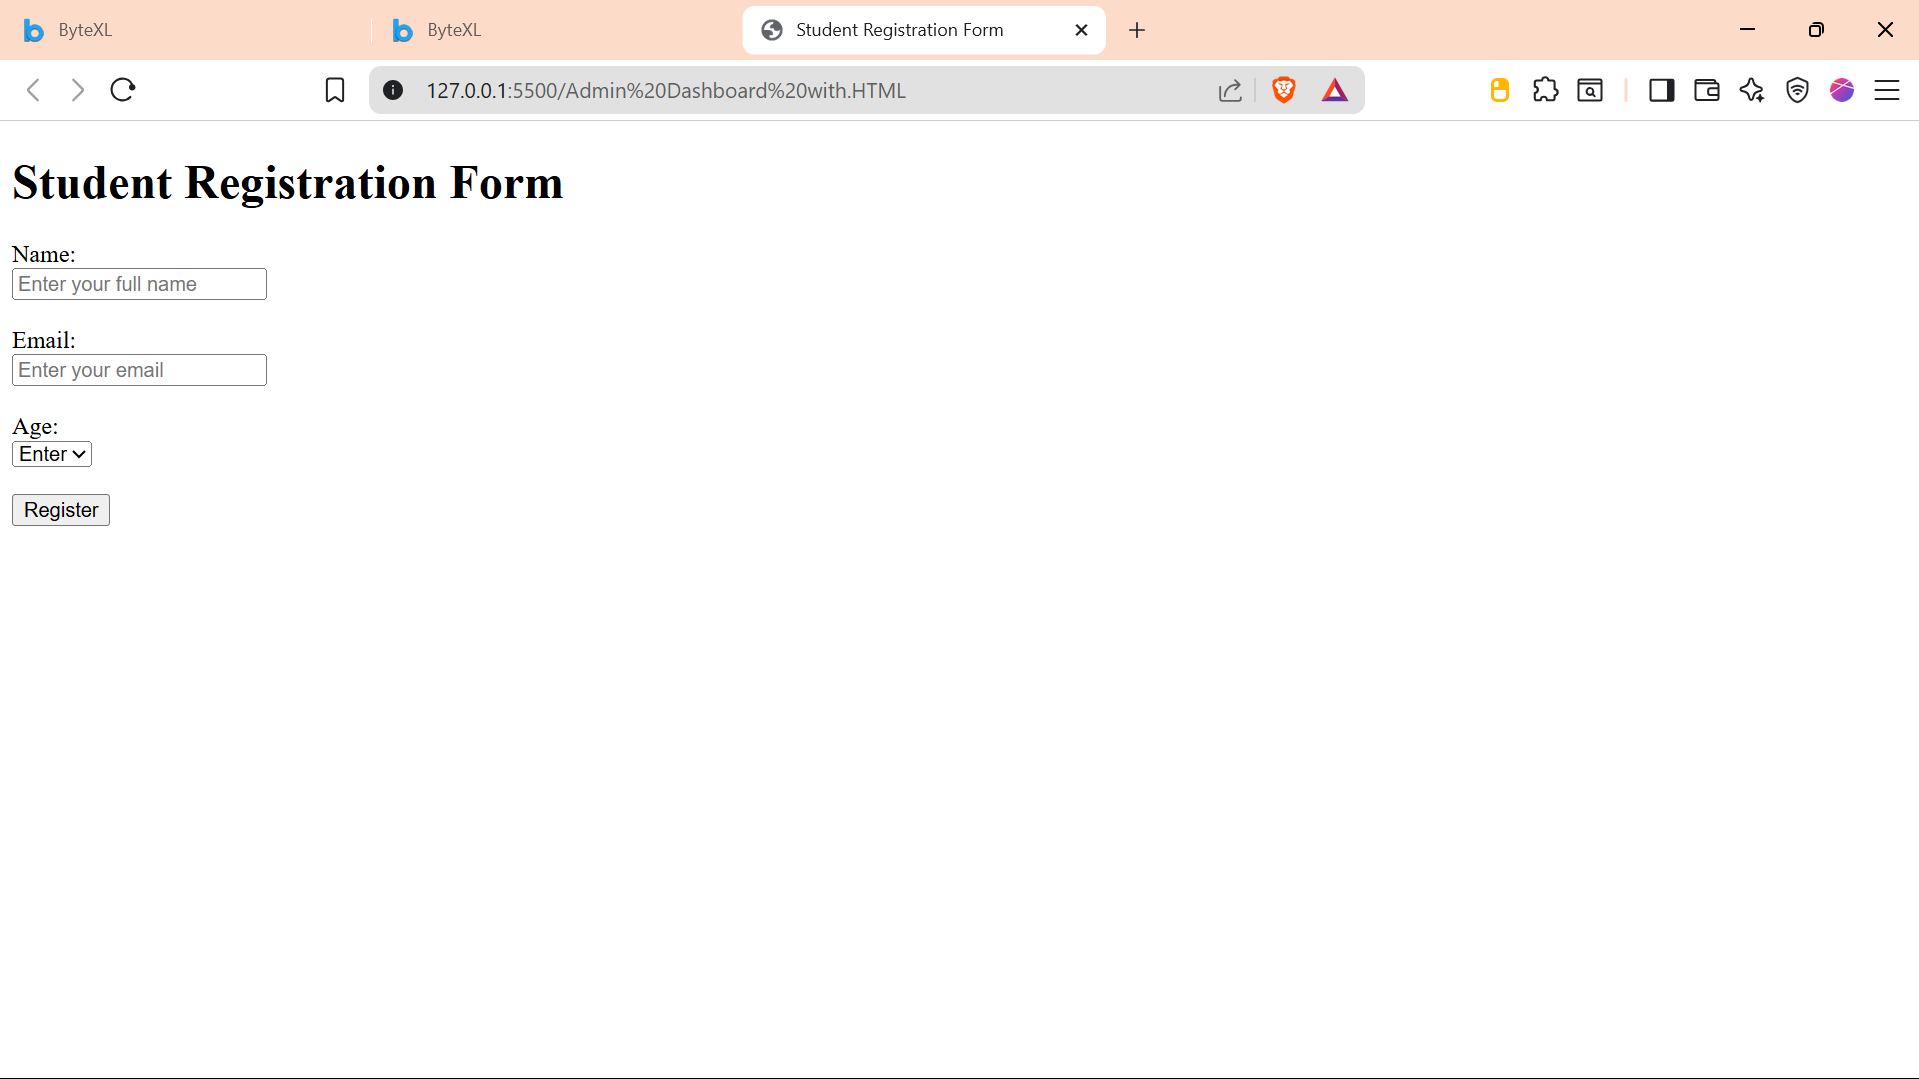 ByteXL
ByteXL
Student Registration Form
127.0.0.1:5500/Admin%20Dashboard%20with.HTML
Student Registration Form
Name:
Enter your full name
Email:
Enter your email
Age:
Enter
Register